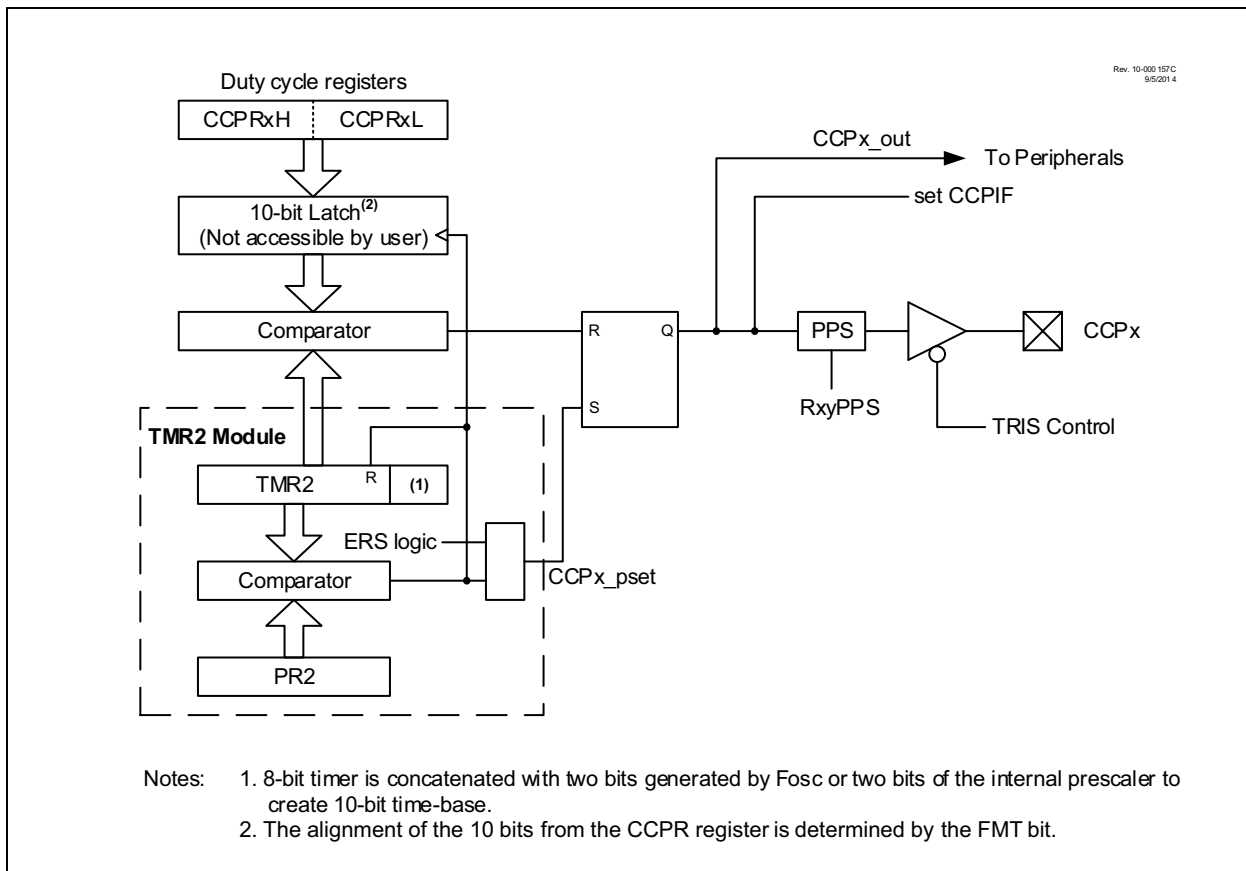 Rev. 10-000 157C
9/5/201 4
Duty cycle registers
CCPRxH CCPRxL
CCPx_out
To Peripherals
set CCPIF
10-bit Latch(2)
(Not accessible by user)
Comparator
R Q
PPS
CCPx
RxyPPS
S
TRIS Control
TMR2 Module
TMR2 R (1)
ERS logic
Comparator
CCPx_pset
PR2
Notes: 1. 8-bit timer is concatenated with two bits generated by Fosc or two bits of the internal prescaler to
create 10-bit time-base.
2. The alignment of the 10 bits from the CCPR register is determined by the FMT bit.